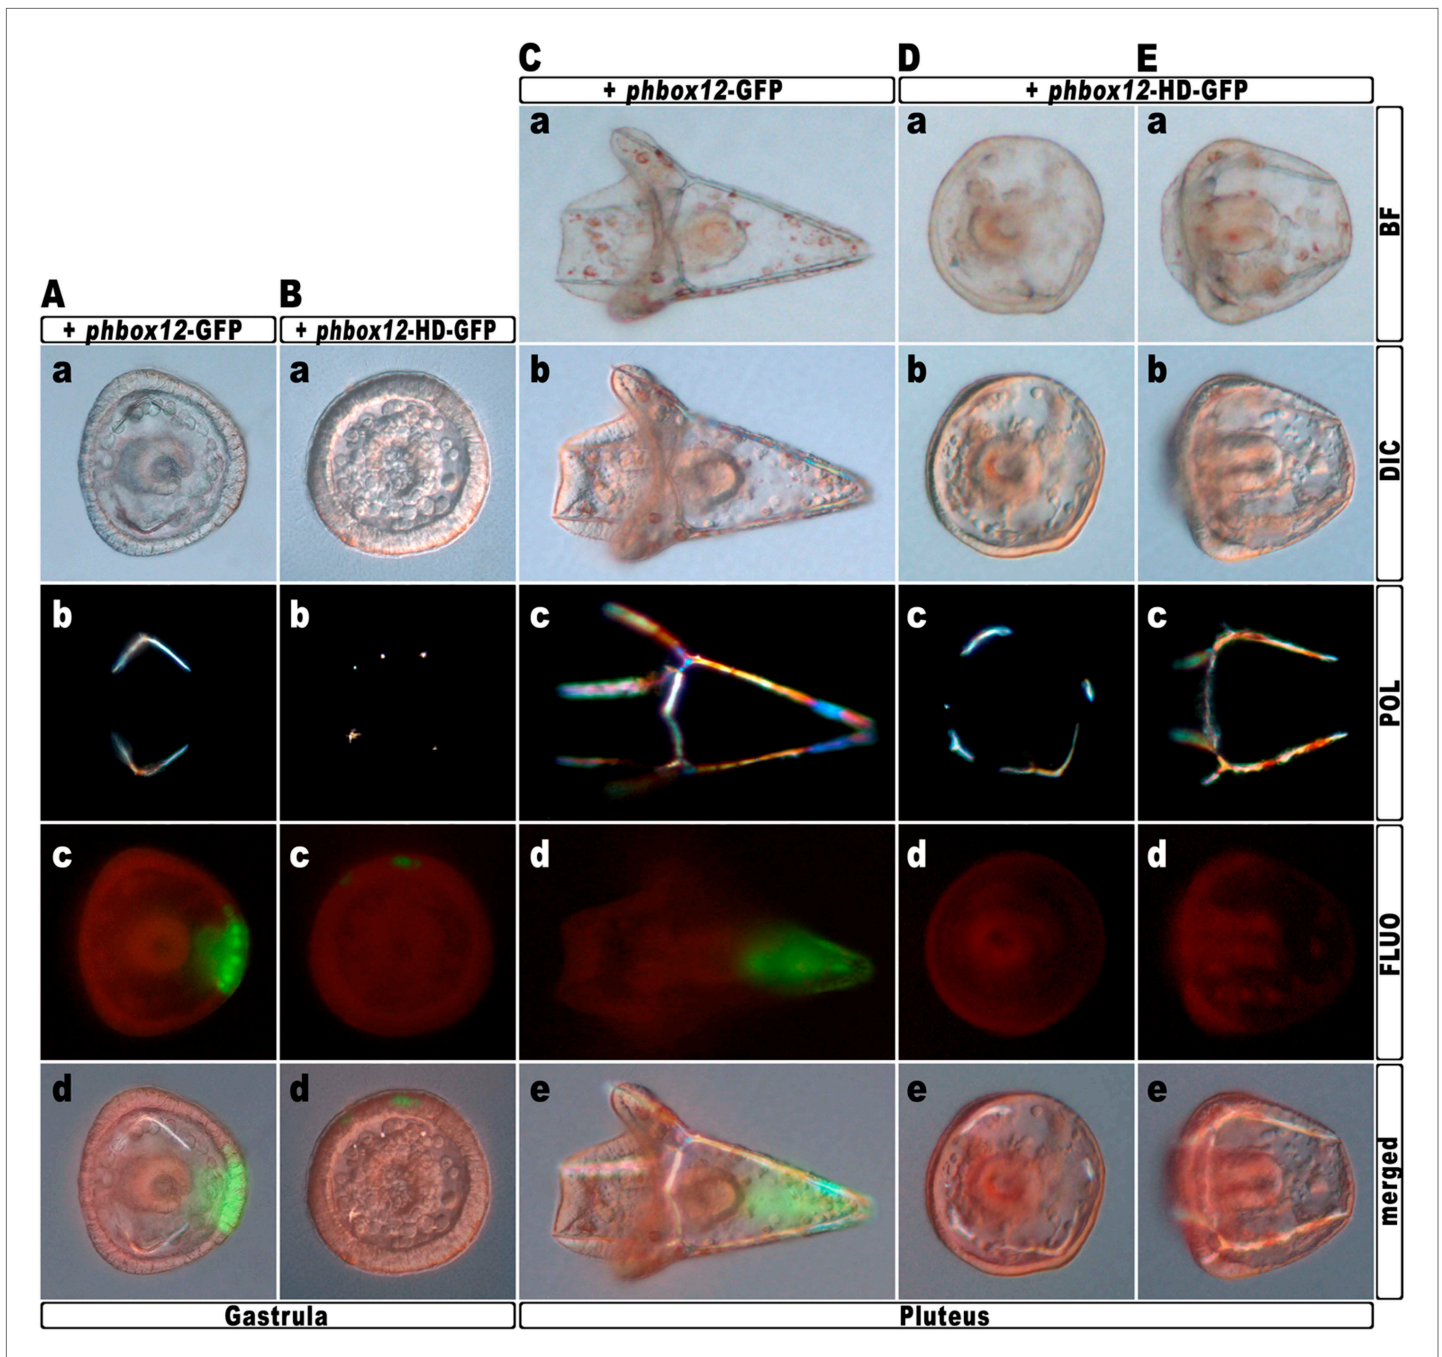 C
D
E
+ phbox12-GFP
+ phbox12-HD-GFP
a
a
a
BF
A
B
+ phbox12-GFP
+ phbox12-HD-GFP
a
a
b
b
b
DIC
b
b
c
c
c
POL
c
c
d
d
d
FLUO
d
d
e
e
e
merged
Gastrula
Pluteus